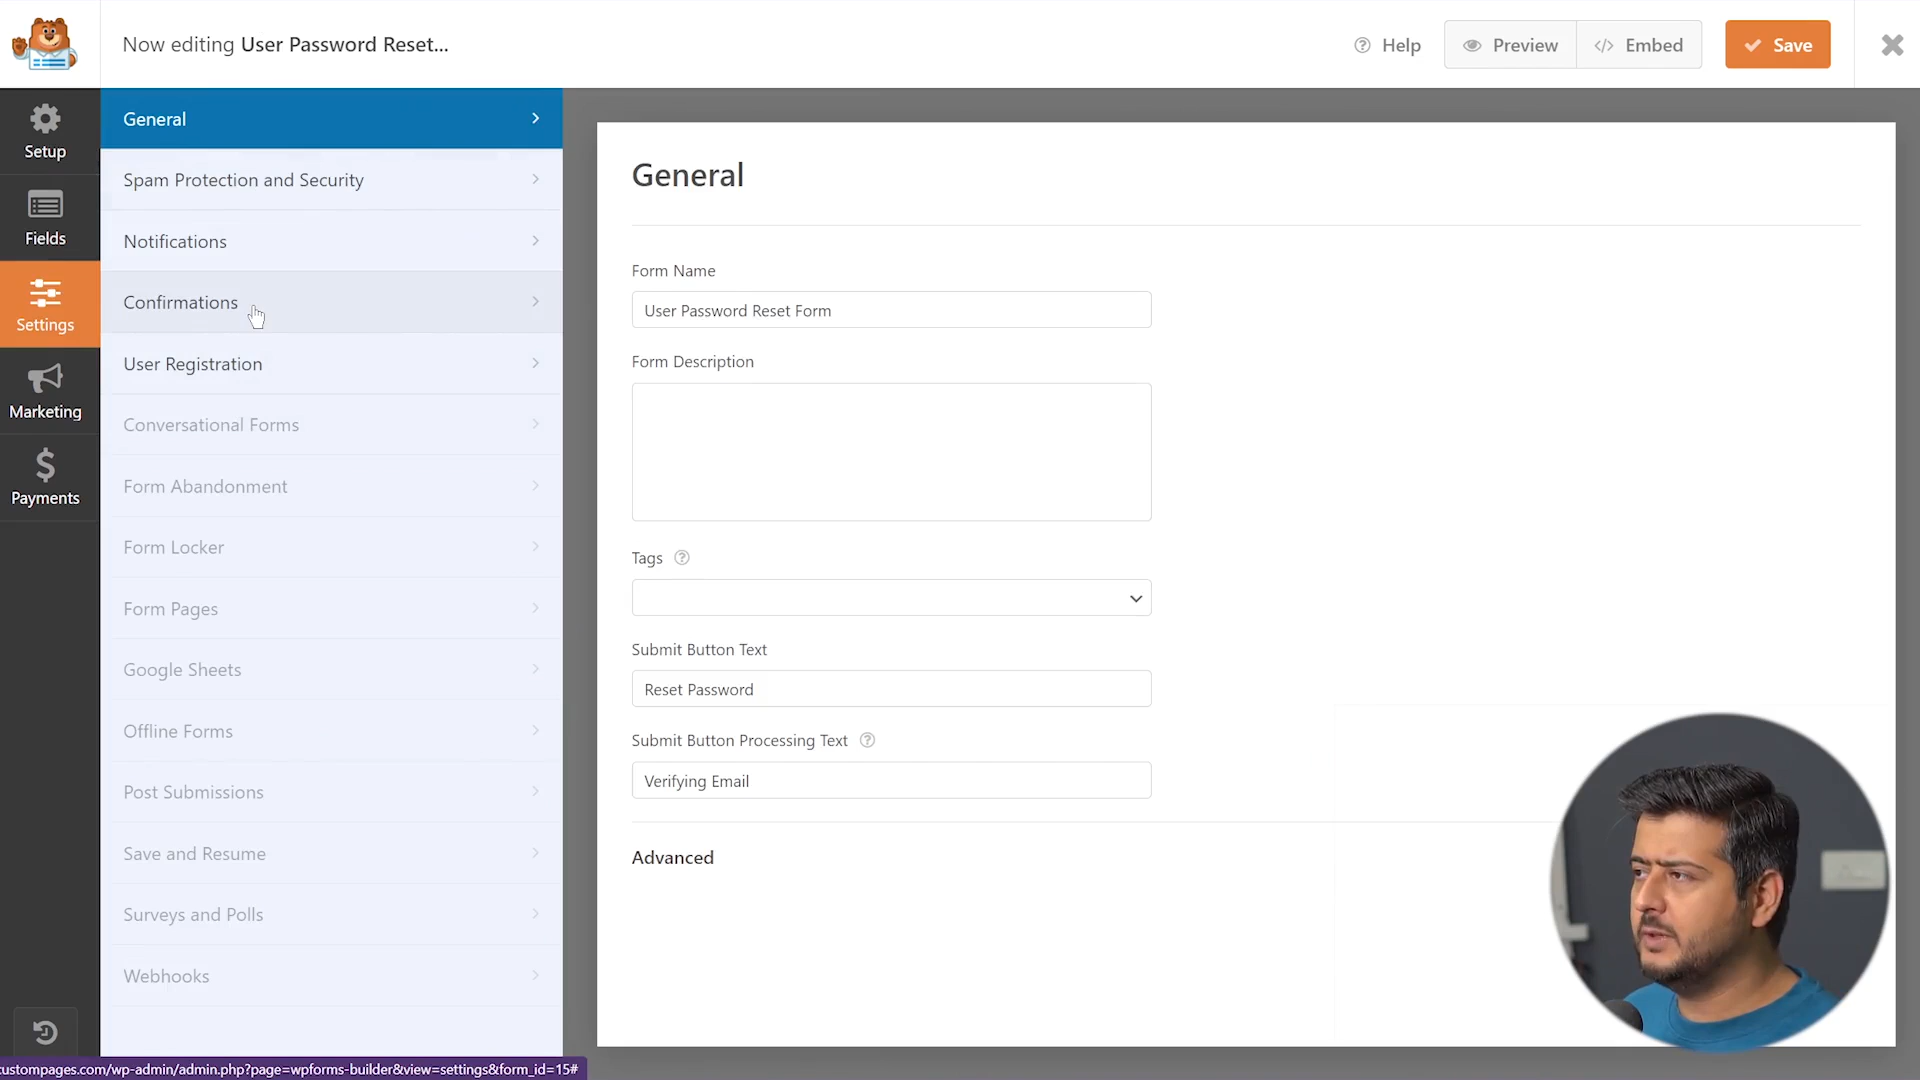 Now editing User Password Reset...
Help
Preview
Embed
Save
Setup
Fields
Settings
Marketing
Payments
General
Spam Protection and Security
Notifications
Confirmations
User Registration
Conversational Forms
Form Abandonment
Form Locker
Form Pages
Google Sheets
Offline Forms
Post Submissions
Save and Resume
Surveys and Polls
Webhooks
General
Form Name
User Password Reset Form
Form Description
Tags
Submit Button Text
Reset Password
Submit Button Processing Text
Verifying Email
Advanced
custompages.com/wp-admin/admin.php?page=wpforms-builder&view=settings&form_id=15#